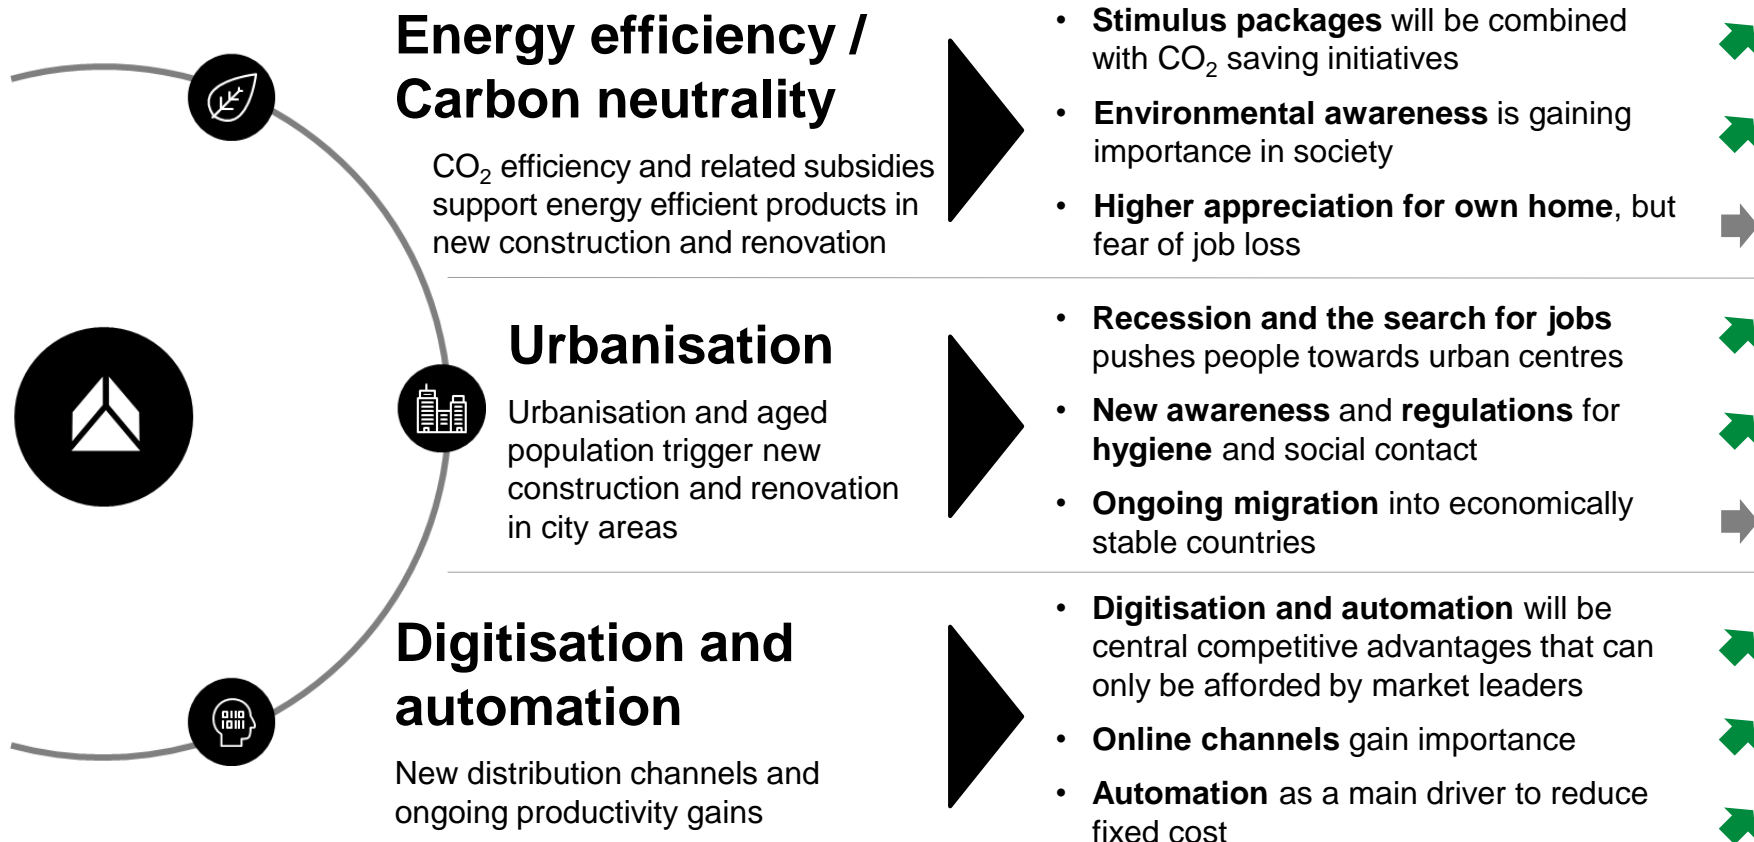 Energy efficiency /
Carbon neutrality
CO₂ efficiency and related subsidies
support energy efficient products in
new construction and renovation
• Stimulus packages will be combined
with CO₂ saving initiatives
• Environmental awareness is gaining
importance in society
• Higher appreciation for own home, but
fear of job loss
Urbanisation
Urbanisation and aged
population trigger new
construction and renovation
in city areas
• Recession and the search for jobs
pushes people towards urban centres
• New awareness and regulations for
hygiene and social contact
• Ongoing migration into economically
stable countries
Digitisation and
automation
New distribution channels and
ongoing productivity gains
• Digitisation and automation will be
central competitive advantages that can
only be afforded by market leaders
• Online channels gain importance
• Automation as a main driver to reduce
fixed cost
0110
10111